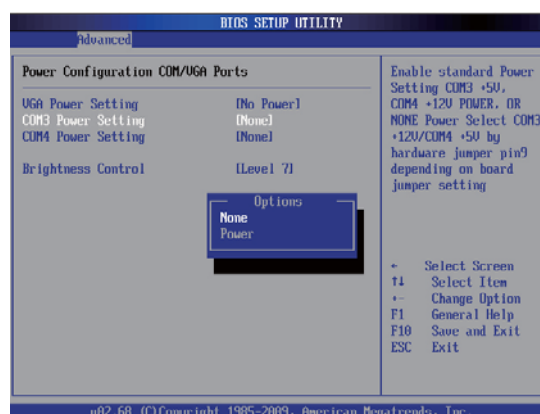 BIOS SETUP UTILITY
Advanced
Power Configuration COM/VGA Ports
VGA Power Setting [No Power]
COM3 Power Setting [None]
COM4 Power Setting [None]
Brightness Control [Level 7]
Options
None
Power
Enable standard Power
Setting COM3 +5V,
COM4 +12V POWER. OR
NONE Power Select COM3
+12V/COM4 +5V by
hardware jumper pin9
depending on board
jumper setting
← Select Screen
↑↓ Select Item
+- Change Option
F1 General Help
F10 Save and Exit
ESC Exit
v02.68 (C)Copyright 1985-2009, American Megatrends, Inc.